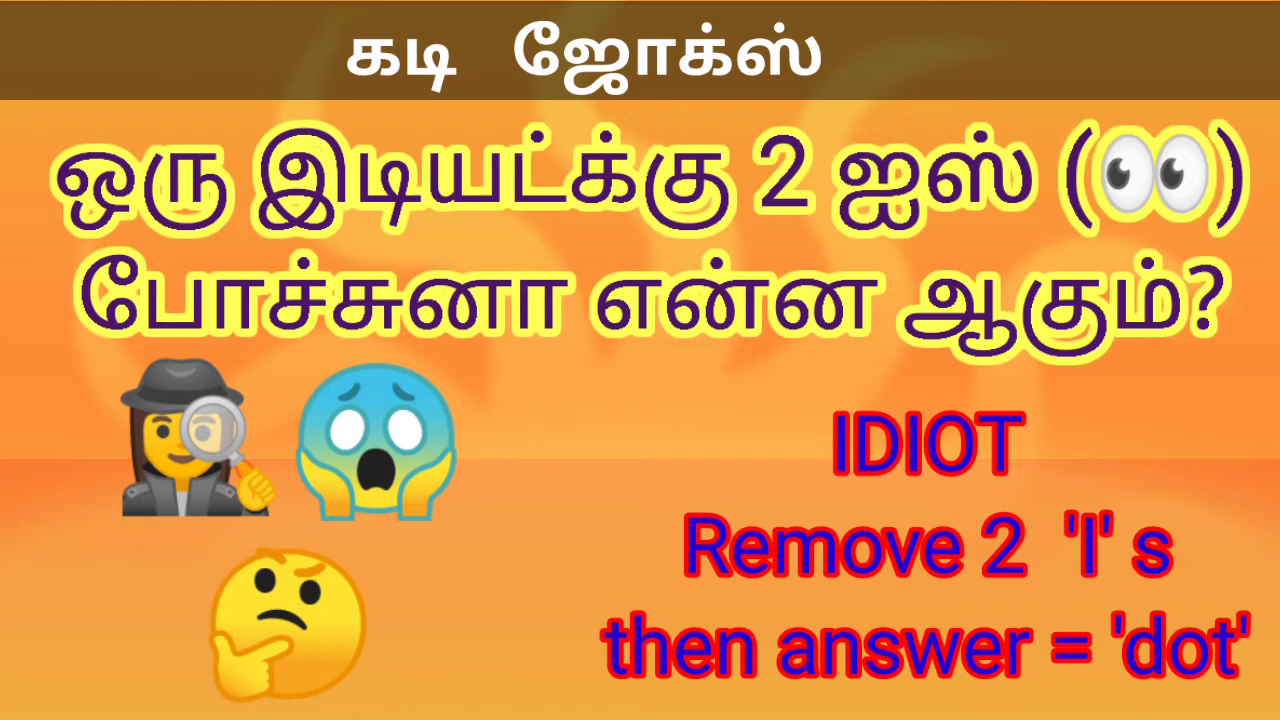 கடி ஜோக்ஸ்
ஒரு இடியட்க்கு 2 ஐஸ் (👀)
போச்சுனா என்ன ஆகும்?
IDIOT
Remove 2 'I' s
then answer = 'dot'